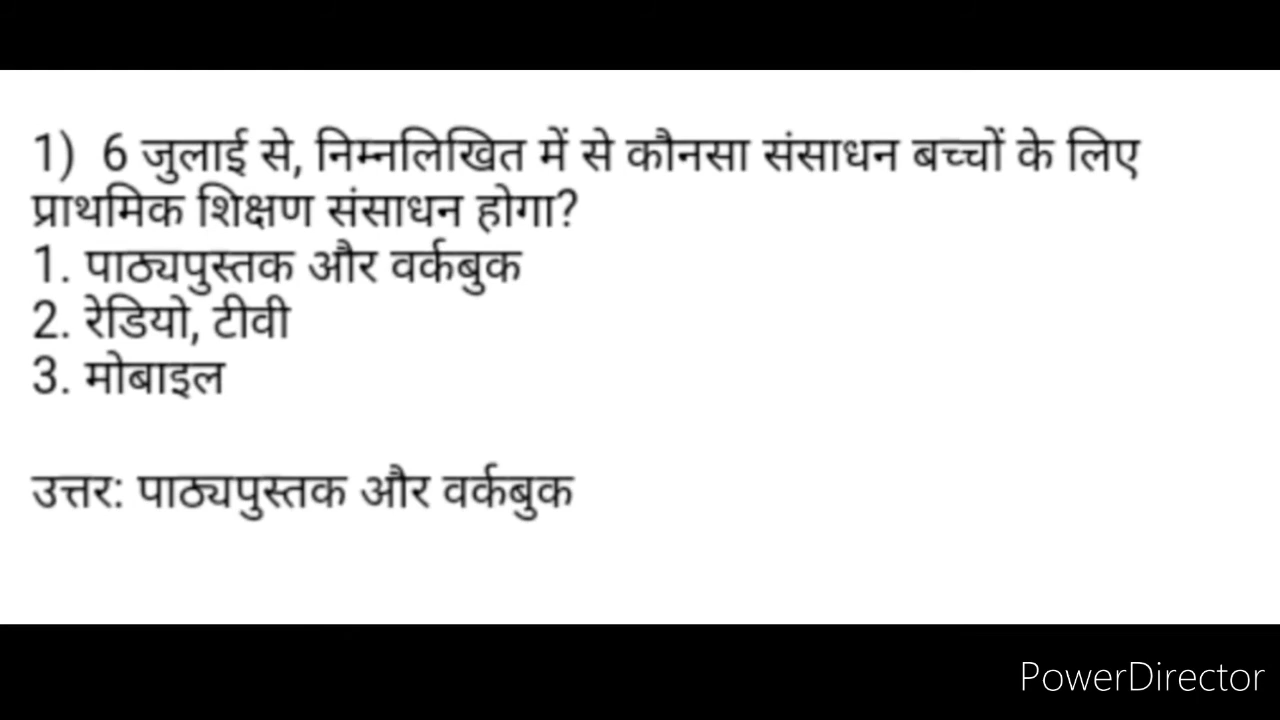 1) 6 जुलाई से, निम्नलिखित में से कौनसा संसाधन बच्चों के लिए
प्राथमिक शिक्षण संसाधन होगा?
1. पाठ्यपुस्तक और वर्कबुक
2. रेडियो, टीवी
3. मोबाइल
उत्तर: पाठ्यपुस्तक और वर्कबुक
PowerDirector